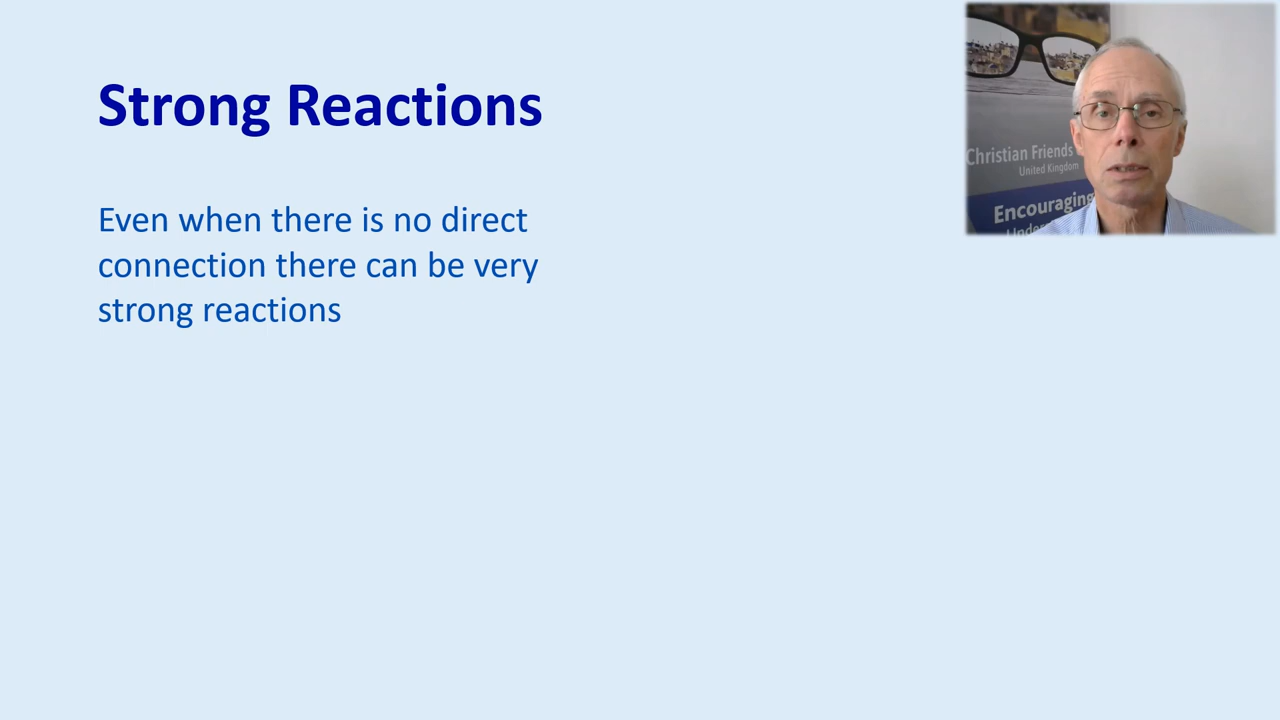 Strong Reactions
Even when there is no direct
connection there can be very
strong reactions
Christian Friends
United Kingdom
Encouraging